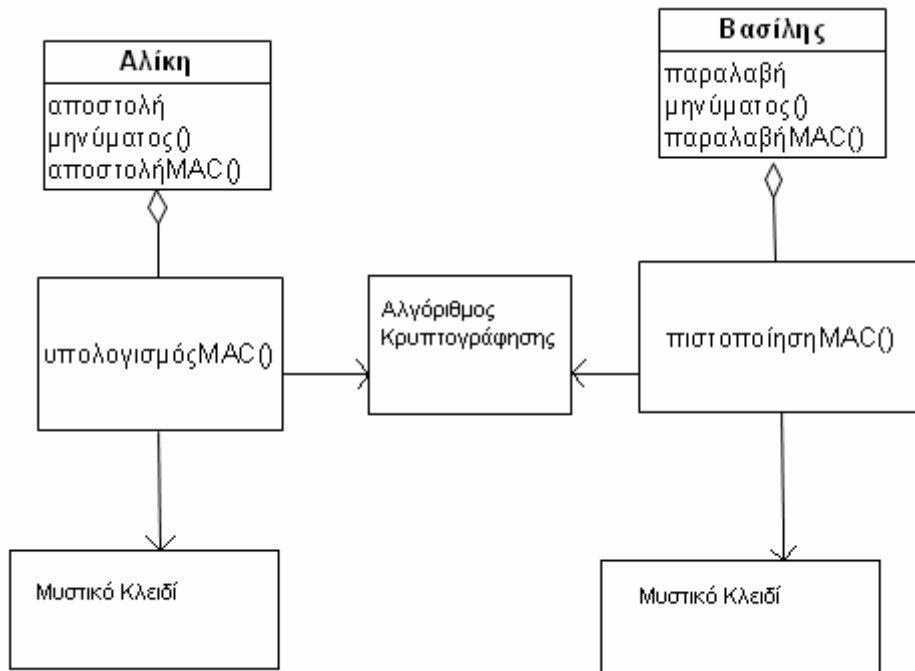 Αλίκη
αποστολή
μηνύματος()
αποστολήMAC()
Βασίλης
παραλαβή
μηνύματος()
παραλαβήMAC()
υπολογισμόςMAC()
Αλγόριθμος
Κρυπτογράφησης
πιστοποίησηMAC()
Μυστικό Κλειδί
Μυστικό Κλειδί